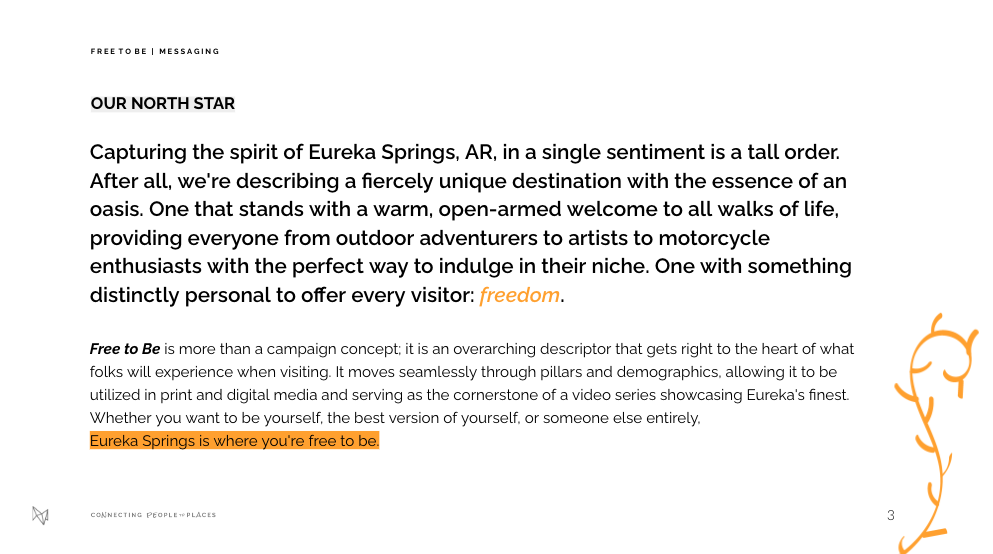 FREE TO BE | MESSAGING
OUR NORTH STAR
Capturing the spirit of Eureka Springs, AR, in a single sentiment is a tall order.
After all, we're describing a fiercely unique destination with the essence of an
oasis. One that stands with a warm, open-armed welcome to all walks of life,
providing everyone from outdoor adventurers to artists to motorcycle
enthusiasts with the perfect way to indulge in their niche. One with something
distinctly personal to offer every visitor: freedom.
Free to Be is more than a campaign concept; it is an overarching descriptor that gets right to the heart of what
folks will experience when visiting. It moves seamlessly through pillars and demographics, allowing it to be
utilized in print and digital media and serving as the cornerstone of a video series showcasing Eureka's finest.
Whether you want to be yourself, the best version of yourself, or someone else entirely,
Eureka Springs is where you're free to be.
CONNECTING PEOPLE TO PLACES
3